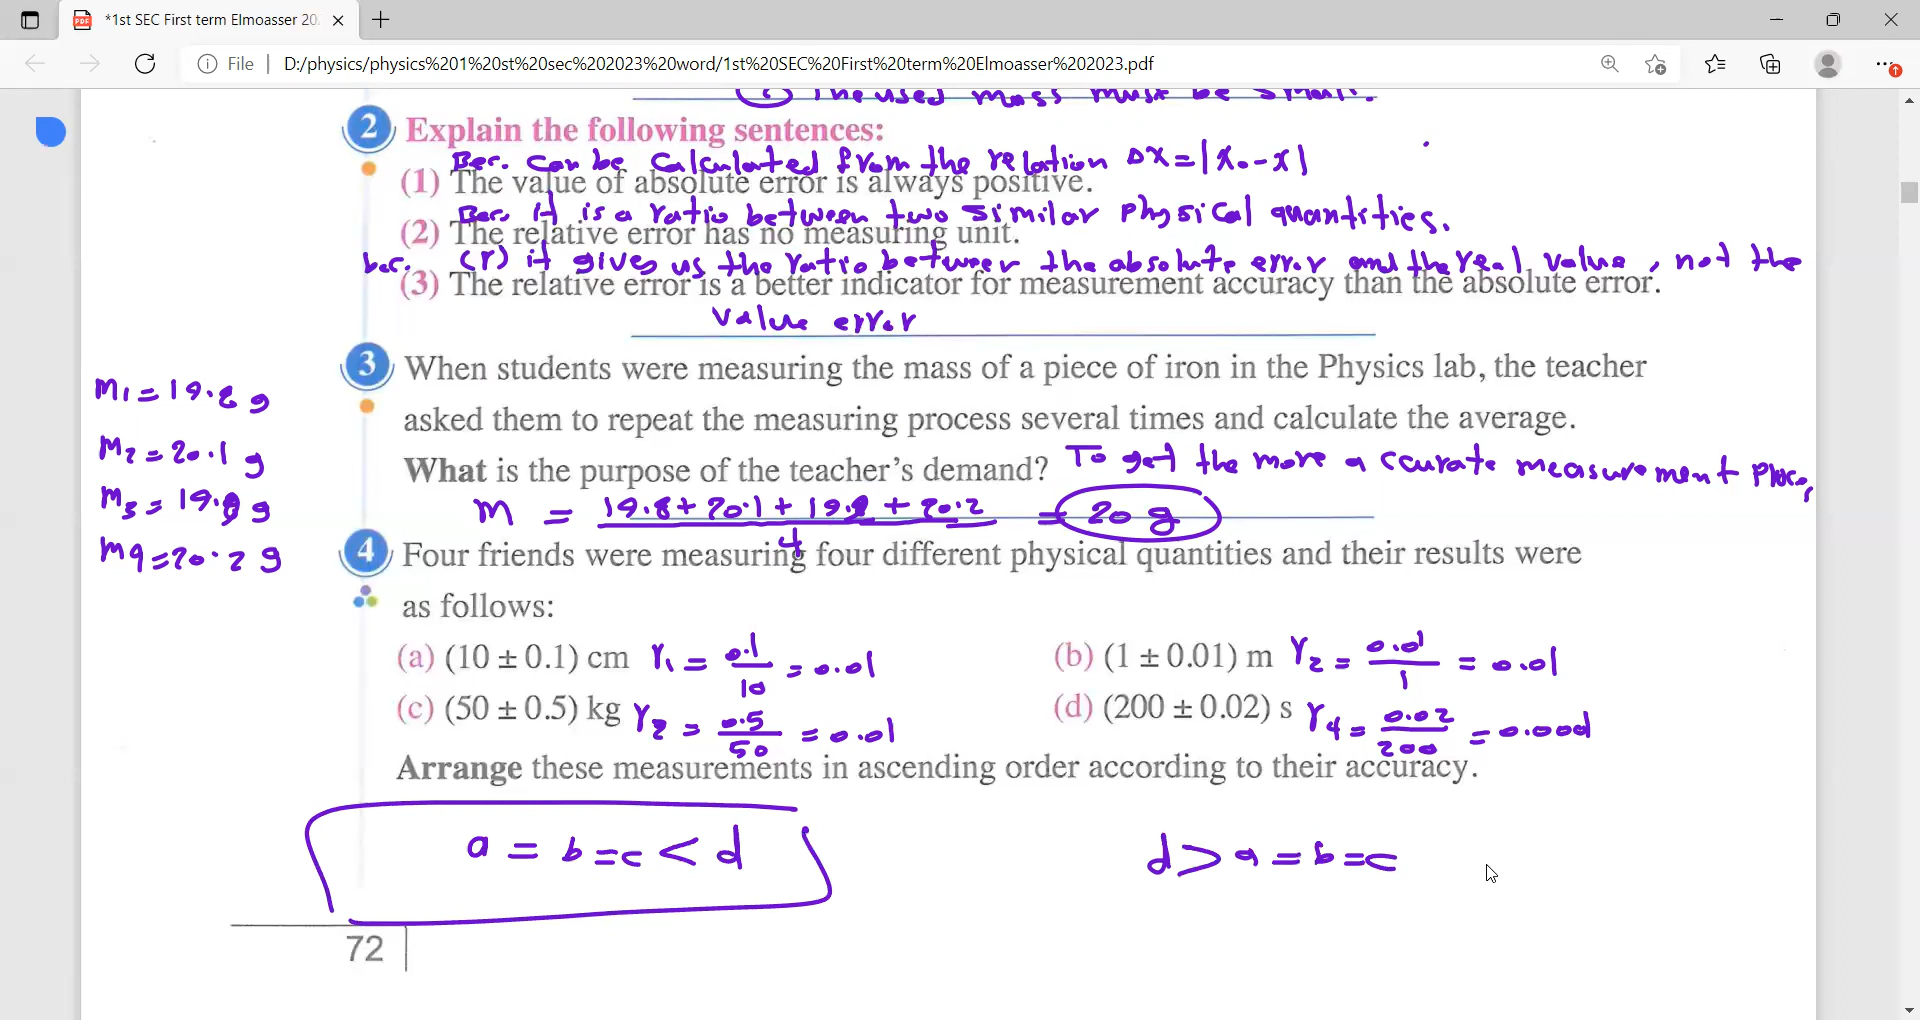 *1st SEC First term Elmoasser 20
File | D:/physics/physics%201%20st%20sec%202023%20word/1st%20SEC%20First%20term%20Elmoasser%202023.pdf
The used mass must be small.
2 Explain the following sentences:
Bec. can be calculated from the relation Δx=|x₀-x|
(1) The value of absolute error is always positive.
Bec. it is a ratio between two similar physical quantities.
(2) The relative error has no measuring unit.
bec. (r) it gives us the ratio between the absolute error and the real value, not the
(3) The relative error is a better indicator for measurement accuracy than the absolute error.
value error
3 When students were measuring the mass of a piece of iron in the Physics lab, the teacher
m₁=19.8 g
asked them to repeat the measuring process several times and calculate the average.
m₂=20.1 g
What is the purpose of the teacher's demand? To get the more accurate measurement
m₃=19.9 g
m = 19.8+20.1+19.9+20.2 / 4 = 20 g
m4=20.2 g
4 Four friends were measuring four different physical quantities and their results were
as follows:
(a) (10 ± 0.1) cm r₁ = 0.1/10 = 0.01
(b) (1 ± 0.01) m r₂ = 0.01/1 = 0.01
(c) (50 ± 0.5) kg = 0.5/50 = 0.01
(d) (200 ± 0.02) s r4 = 0.02/200 = 0.0001
Arrange these measurements in ascending order according to their accuracy.
a = b = c < d
d > a = b = c
72